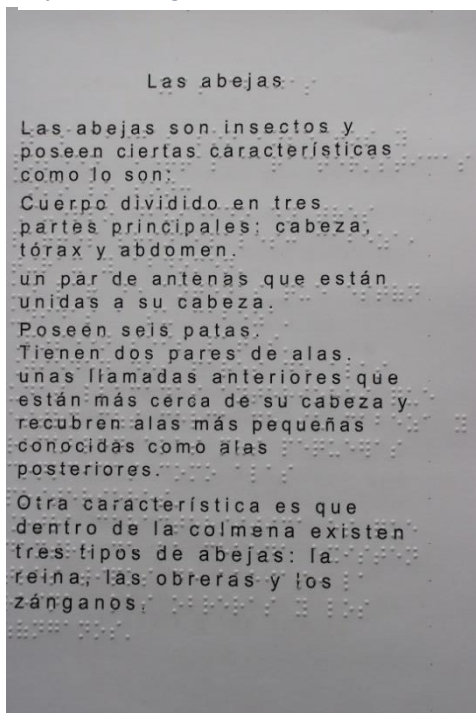 Las abejas
Las abejas son insectos y
poseen ciertas características
como lo son:
Cuerpo dividido en tres
partes principales: cabeza,
tórax y abdomen.
un par de antenas que están
unidas a su cabeza.
Poseen seis patas.
Tienen dos pares de alas.
unas llamadas anteriores que
están más cerca de su cabeza y
recubren alas más pequeñas
conocidas como alas
posteriores.
Otra característica es que
dentro de la colmena existen
tres tipos de abejas: la
reina, las obreras y los
zánganos.